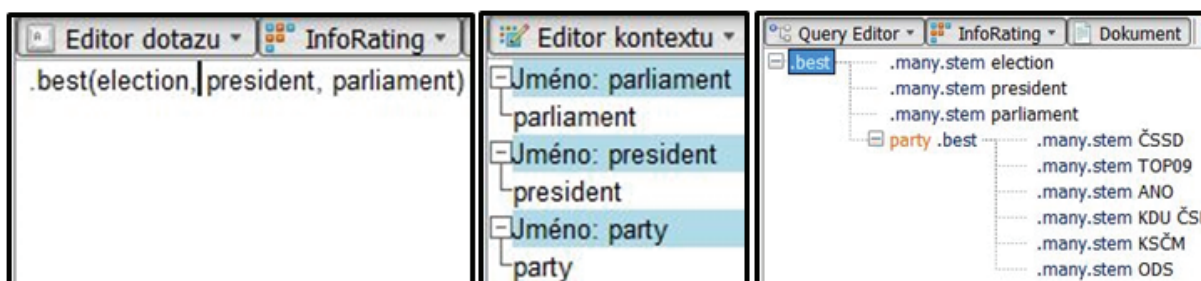 Editor dotazu InfoRating
.best(election, president, parliament)
Editor kontextu
Jméno: parliament
parliament
Jméno: president
president
Jméno: party
party
Query Editor InfoRating Dokument
.best .many.stem election
.many.stem president
.many.stem parliament
party .best .many.stem ČSSD
.many.stem TOP09
.many.stem ANO
.many.stem KDU
.many.stem KSČM
.many.stem ODS